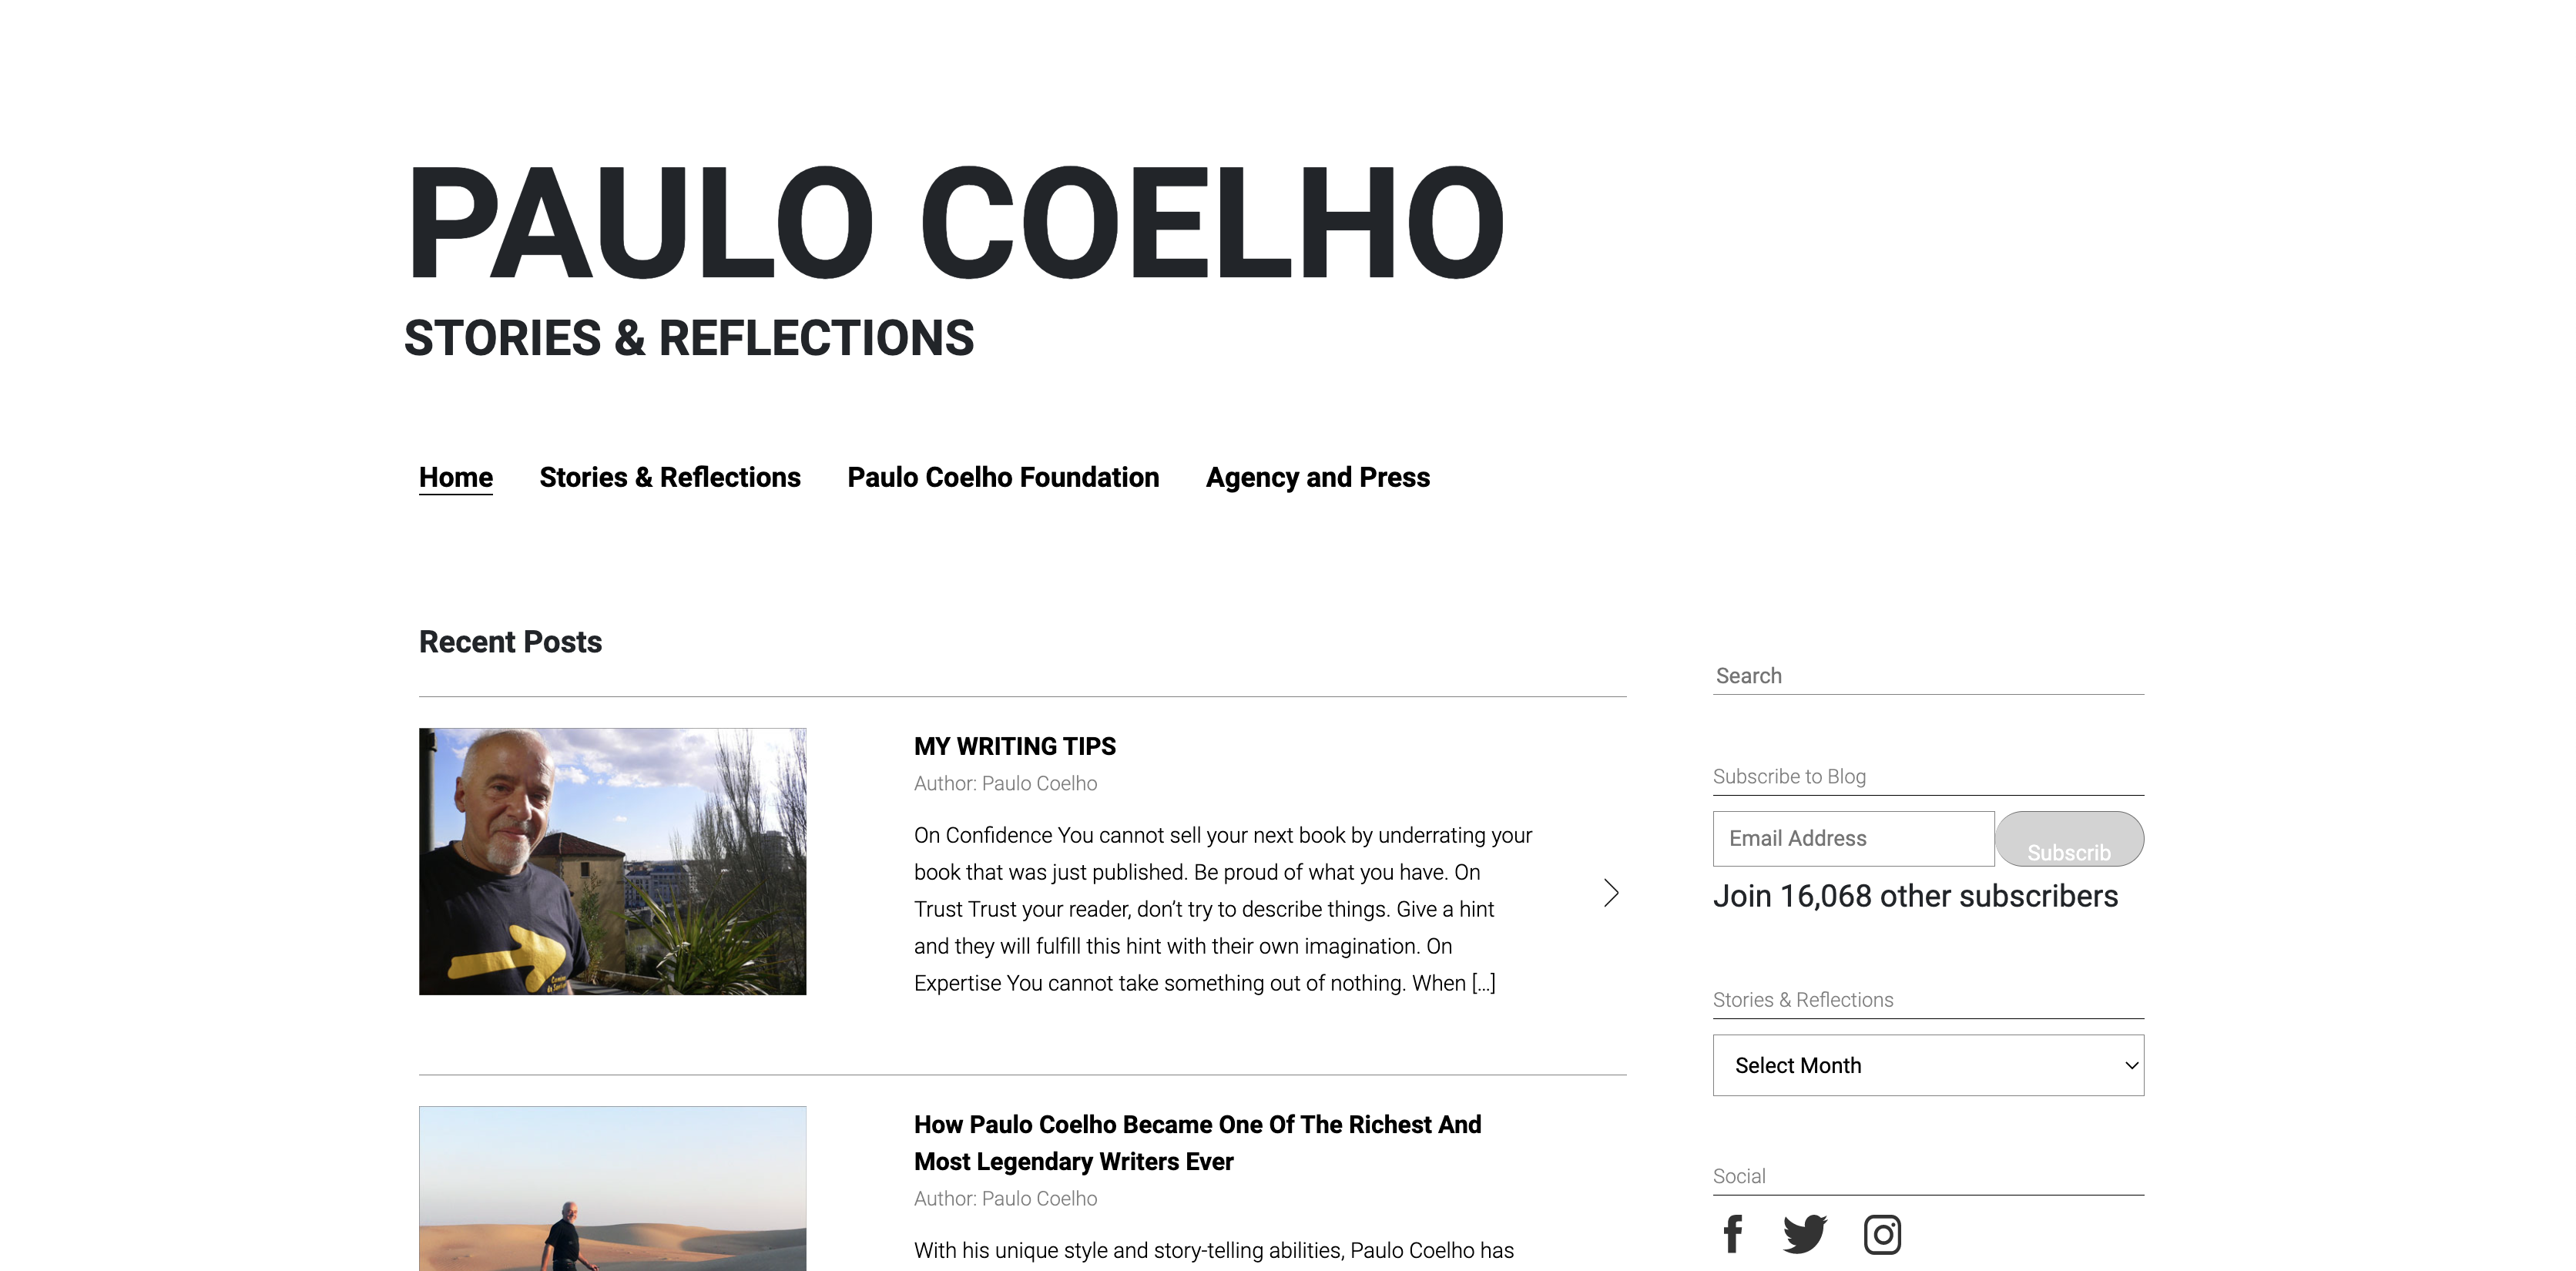 PAULO COELHO
STORIES & REFLECTIONS
Home Stories & Reflections Paulo Coelho Foundation Agency and Press
Recent Posts
MY WRITING TIPS
Author: Paulo Coelho
On Confidence You cannot sell your next book by underrating your
book that was just published. Be proud of what you have. On
Trust Trust your reader, don’t try to describe things. Give a hint
and they will fulfill this hint with their own imagination. On
Expertise You cannot take something out of nothing. When [...]
How Paulo Coelho Became One Of The Richest And
Most Legendary Writers Ever
Author: Paulo Coelho
With his unique style and story-telling abilities, Paulo Coelho has
Search
Subscribe to Blog
Email Address
Subscrib
Join 16,068 other subscribers
Stories & Reflections
Select Month
Social